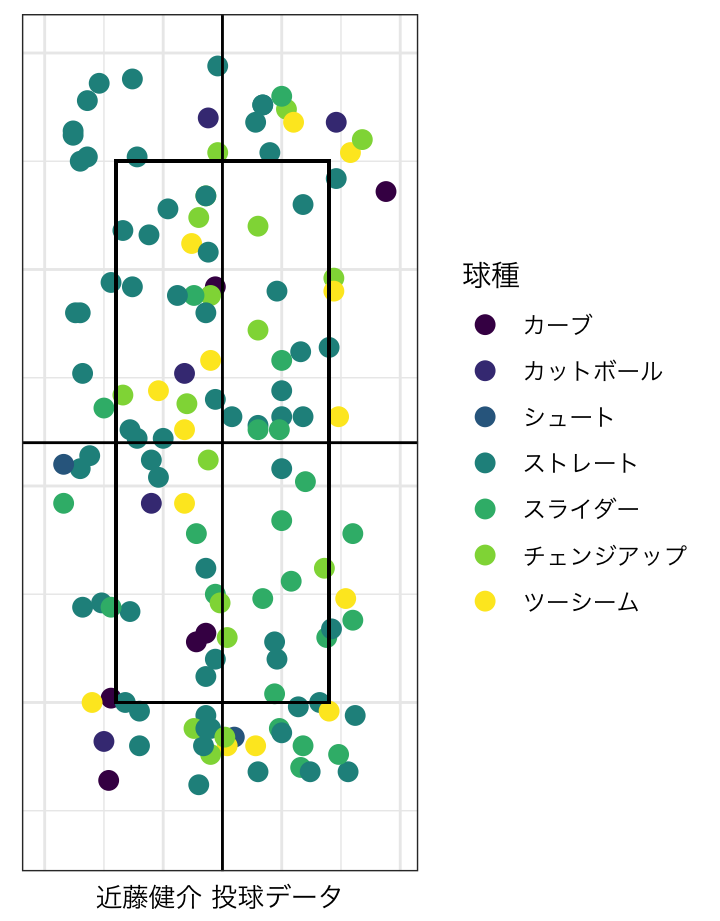 球種
カーブ
カットボール
シュート
ストレート
スライダー
チェンジアップ
ツーシーム
近藤健介 投球データ